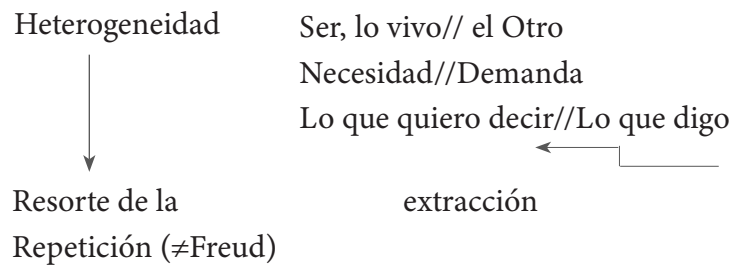 Heterogeneidad Ser, lo vivo// el Otro
Necesidad//Demanda
Lo que quiero decir//Lo que digo
Resorte de la extracción
Repetición (≠Freud)